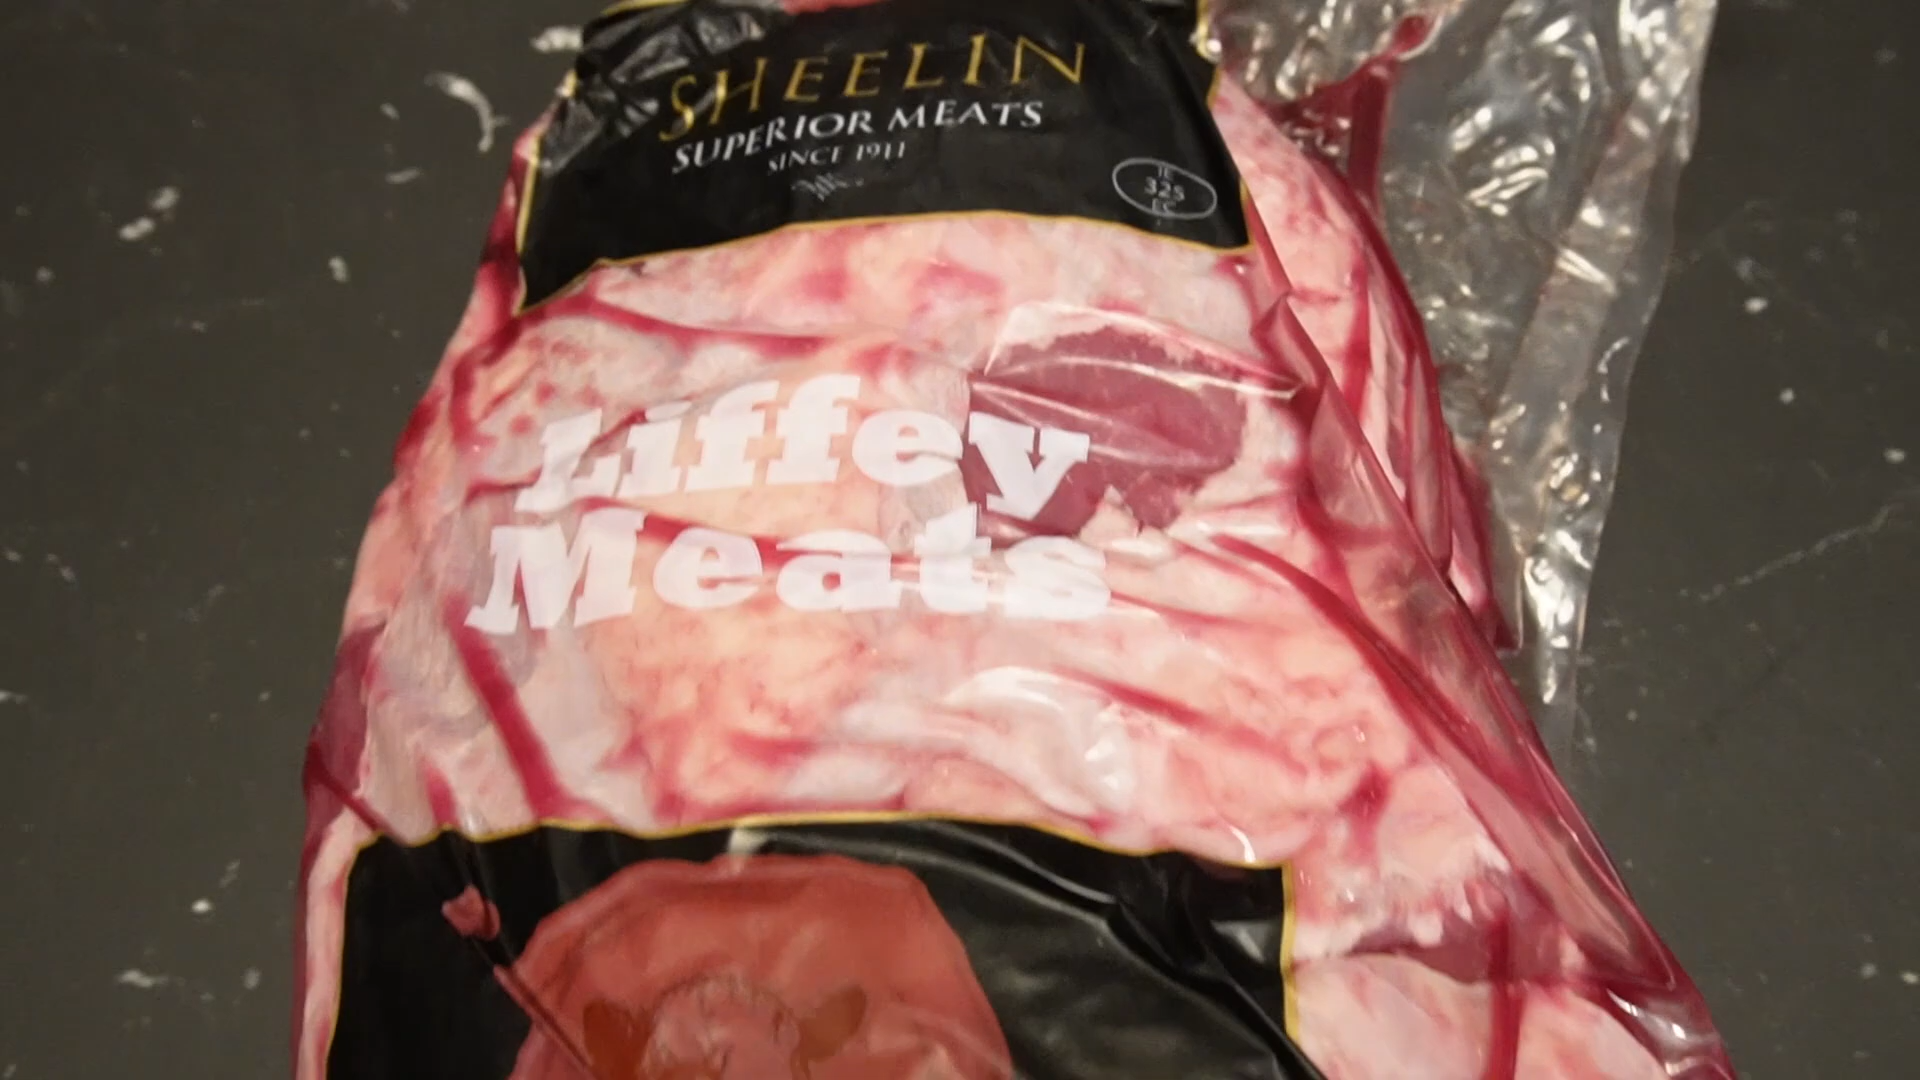 SHEELIN
SUPERIOR MEATS
SINCE 1911
IE
325
EC
Liffey
Meats